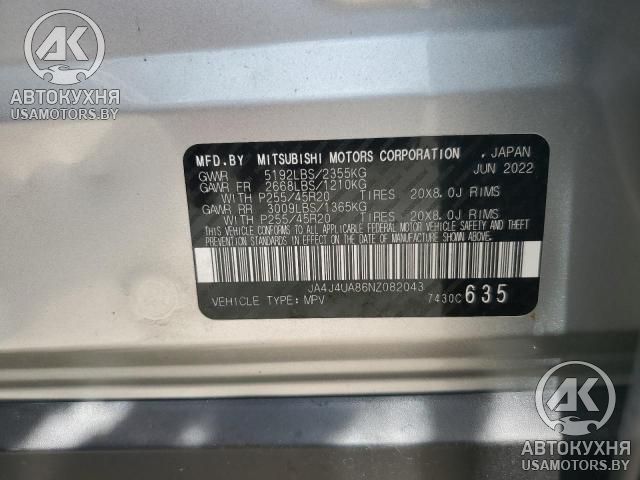 AK
АВТОКУХНЯ
USAMOTORS.BY
MFD.BY MITSUBISHI MOTORS CORPORATION , JAPAN
GVWR 5192LBS/2355KG JUN 2022
GAWR FR 2668LBS/1210KG
WITH P255/45R20 TIRES 20X8.0J RIMS
GAWR RR 3009LBS/1365KG
WITH P255/45R20 TIRES 20X8.0J RIMS
THIS VEHICLE CONFORMS TO ALL APPLICABLE FEDERAL MOTOR VEHICLE SAFETY AND THEFT
PREVENTION STANDARDS IN EFFECT ON THE DATE OF MANUFACTURE SHOWN ABOVE.
JA4J4UA86NZ082043
VEHICLE TYPE: MPV 7430C 635
AK
АВТОКУХНЯ
USAMOTORS.BY